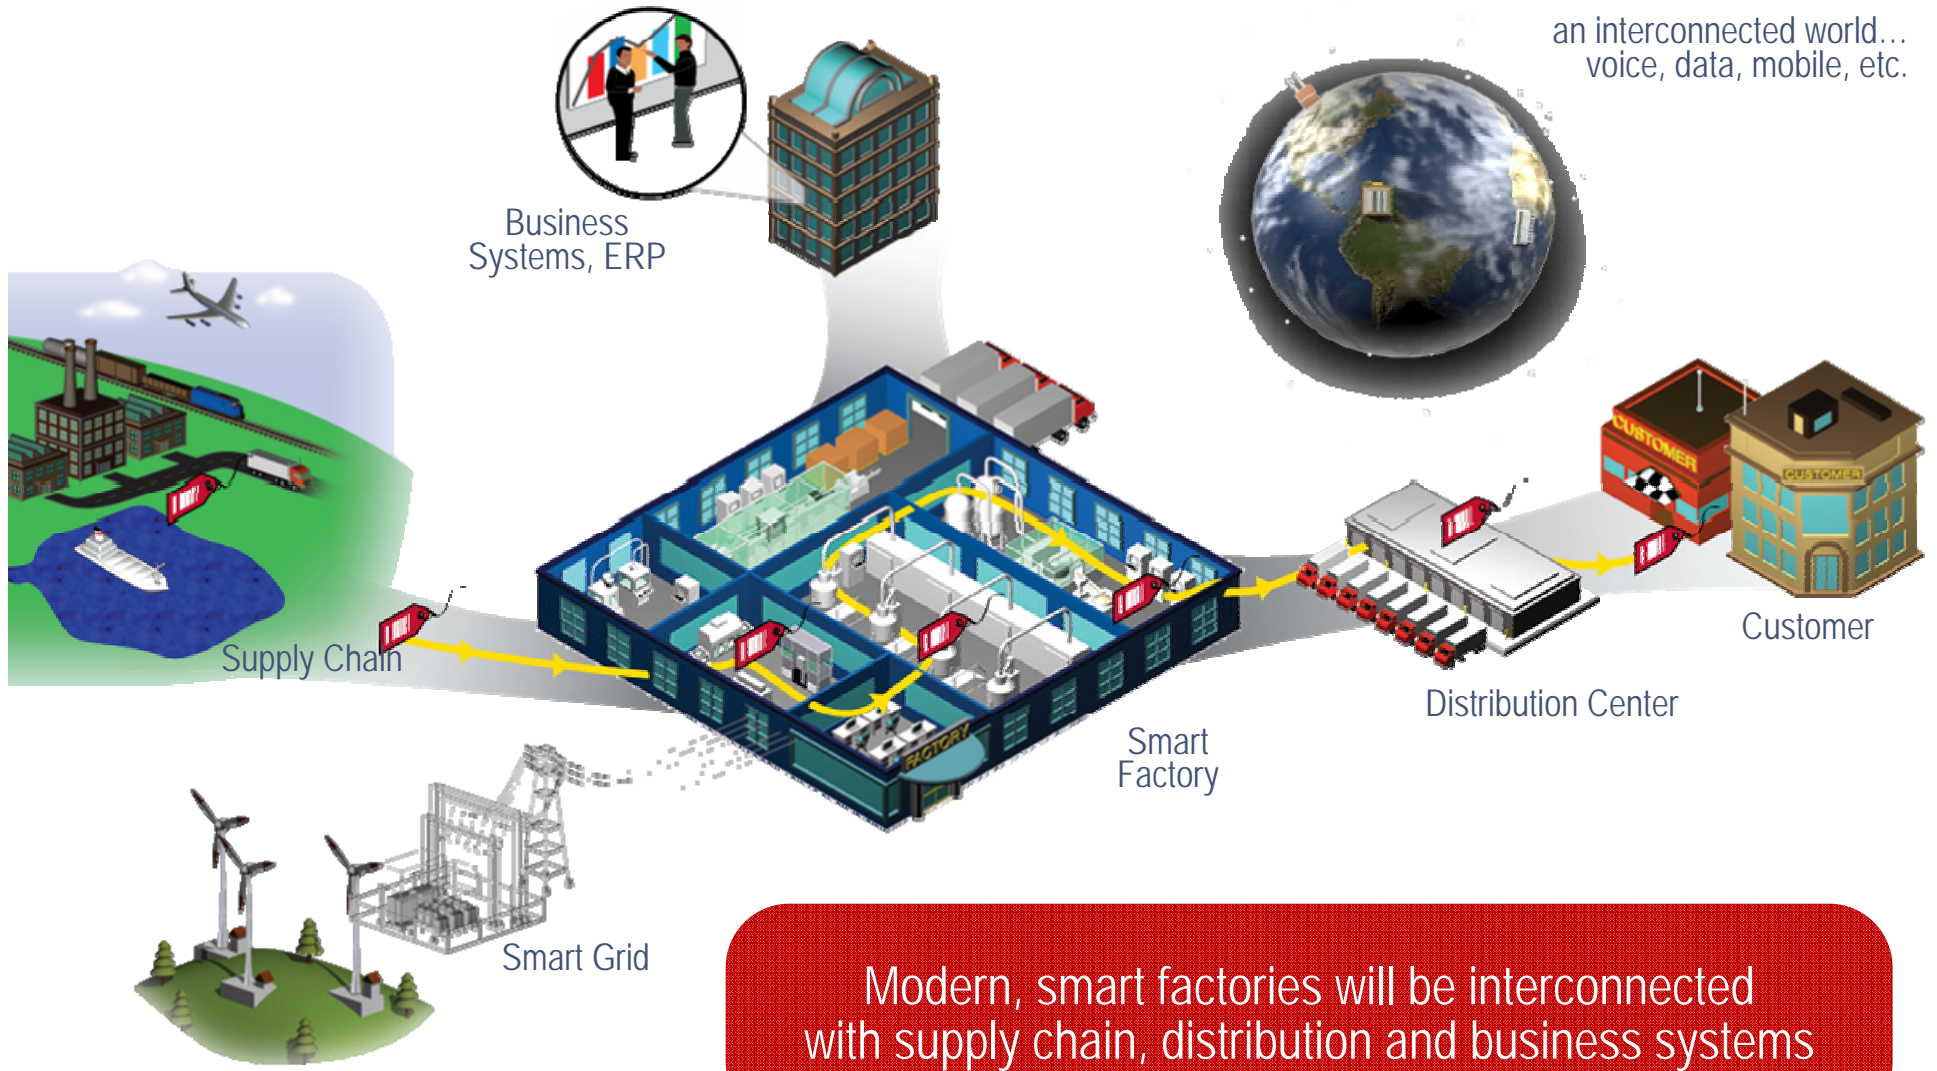 an interconnected world...
voice, data, mobile, etc.
Business
Systems, ERP
CUSTOMER
CUSTOMER
Customer
Supply Chain
Distribution Center
Smart
Factory
FACTORY
Smart Grid
Modern, smart factories will be interconnected
with supply chain, distribution and business systems